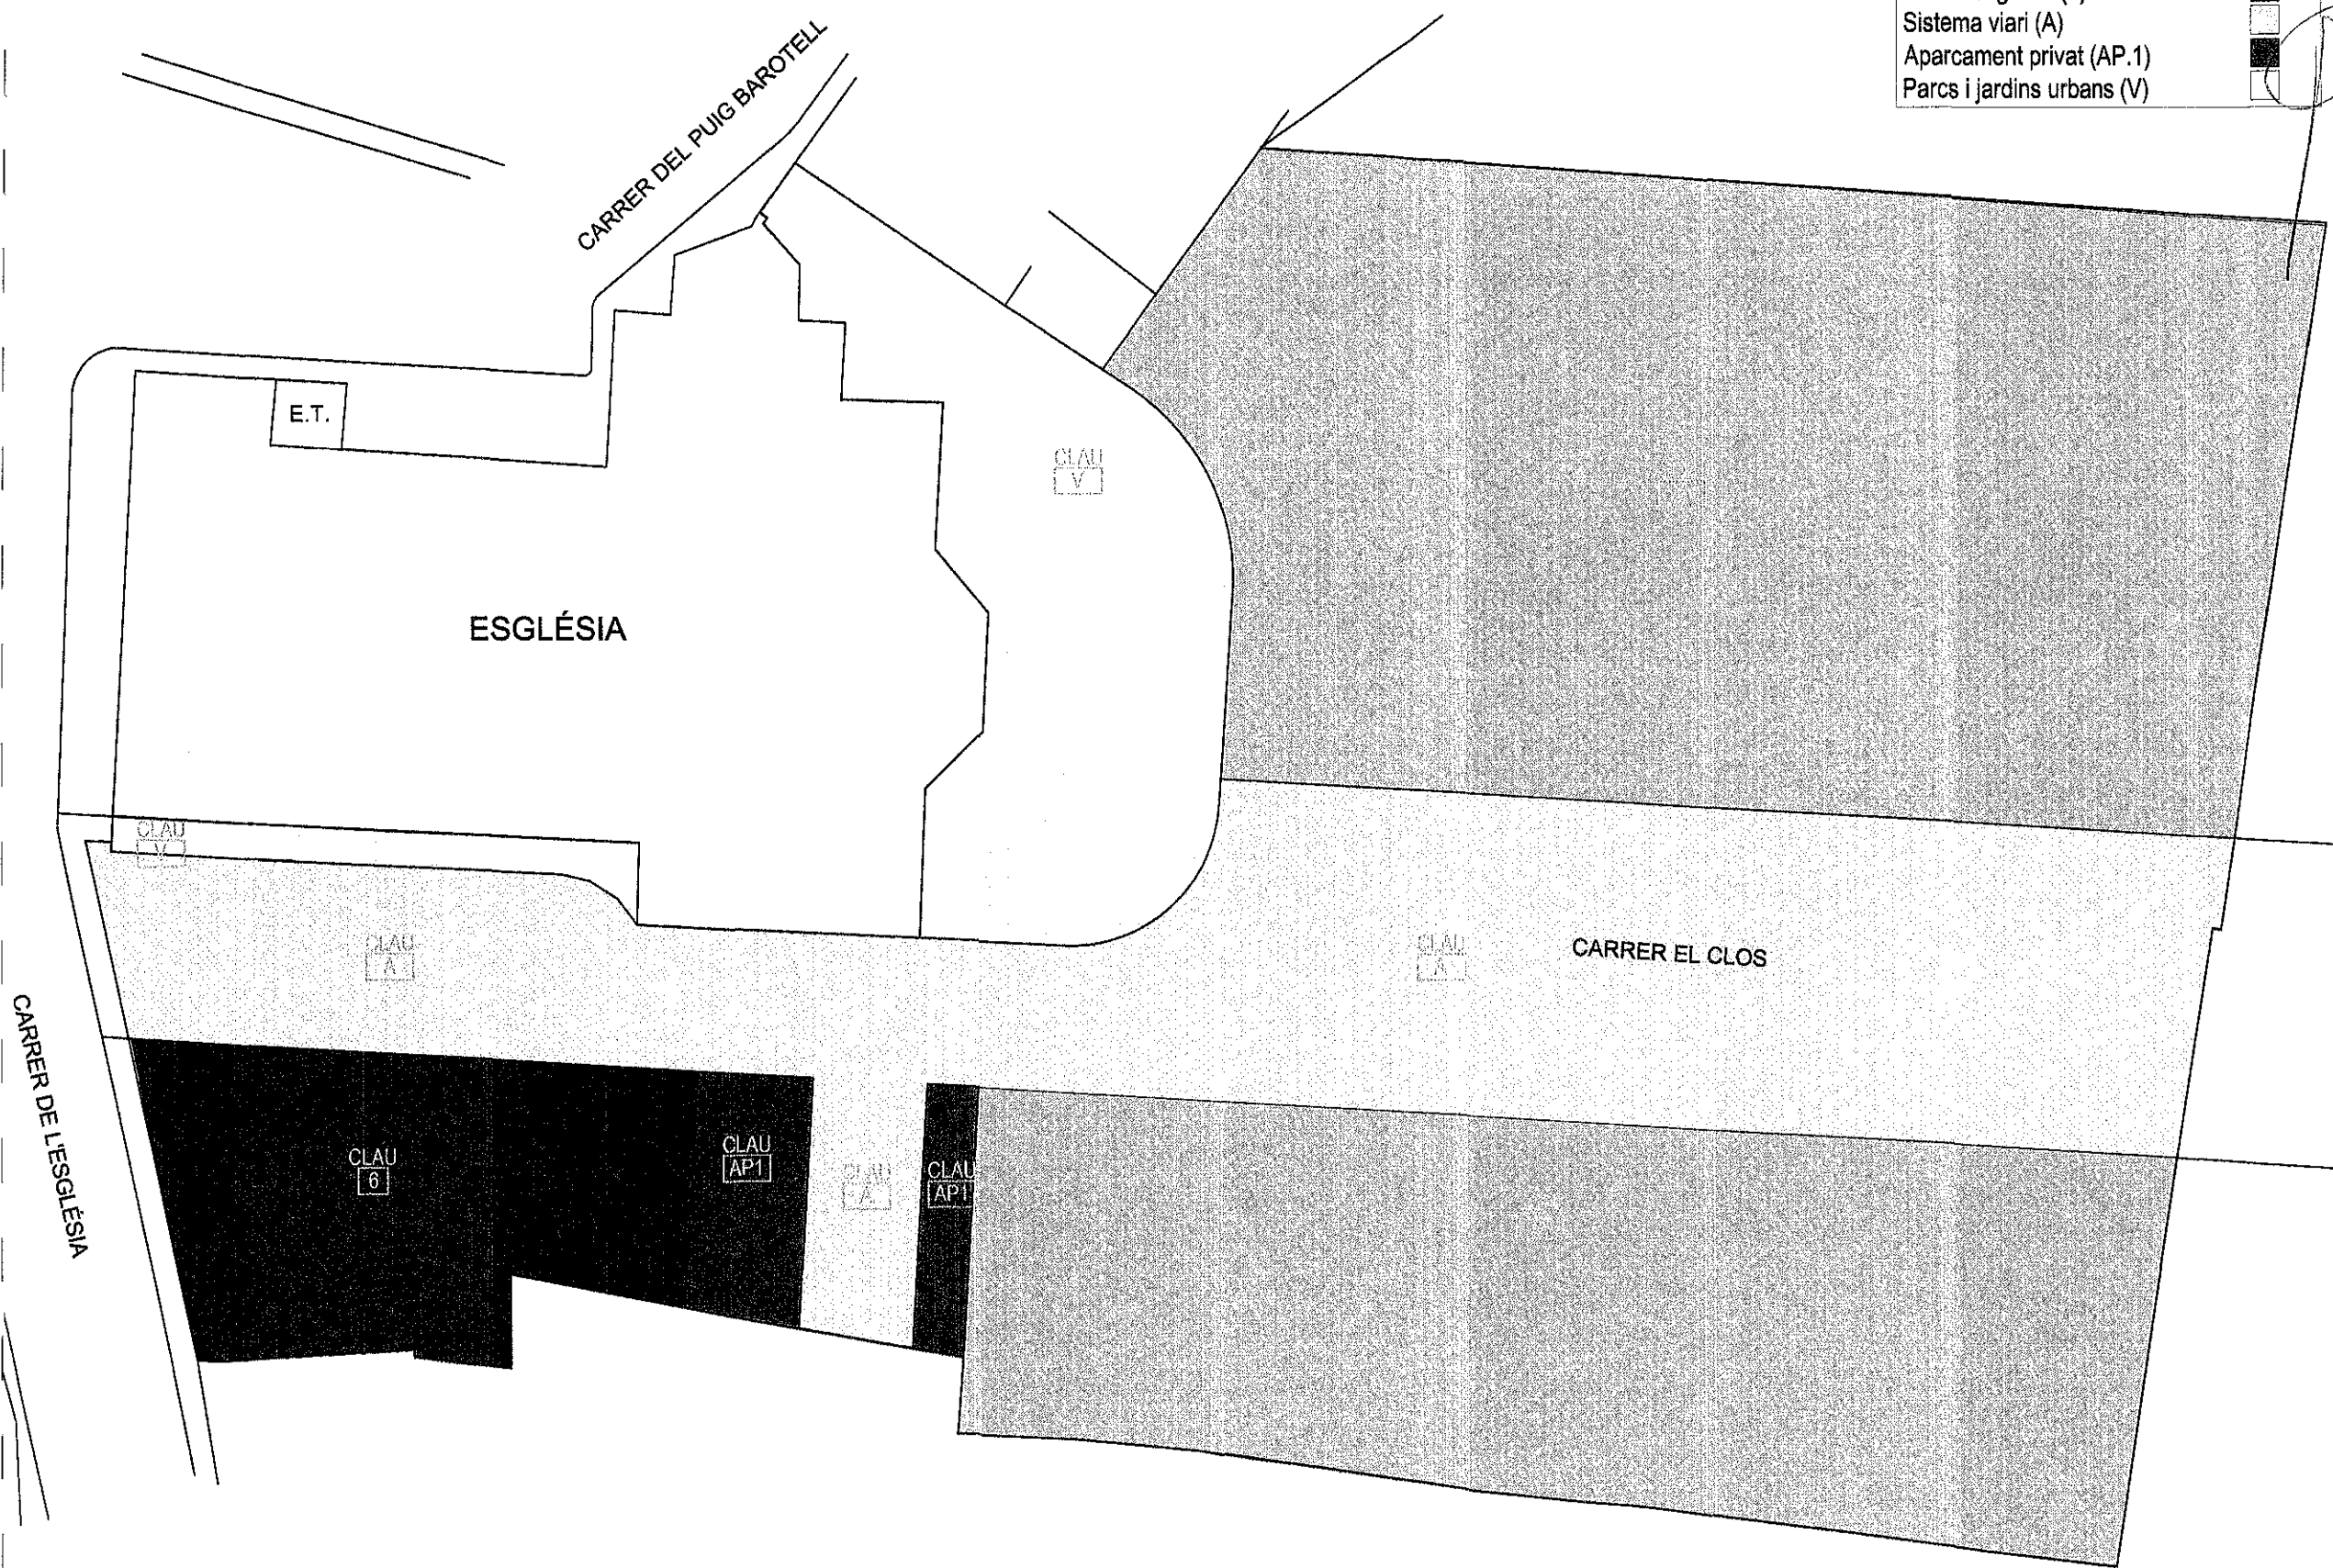 Sistema viari (A)
Aparcament privat (AP.1)
Parcs i jardins urbans (V)
CARRER DEL PUIG BAROTELL
E.T.
CLAU
V
ESGLÉSIA
CLAU
V
CLAU
A
CLAU
A
CARRER EL CLOS
CARRER DE L'ESGLÉSIA
CLAU
6
CLAU
AP1
CLAU
A
CLAU
AP1